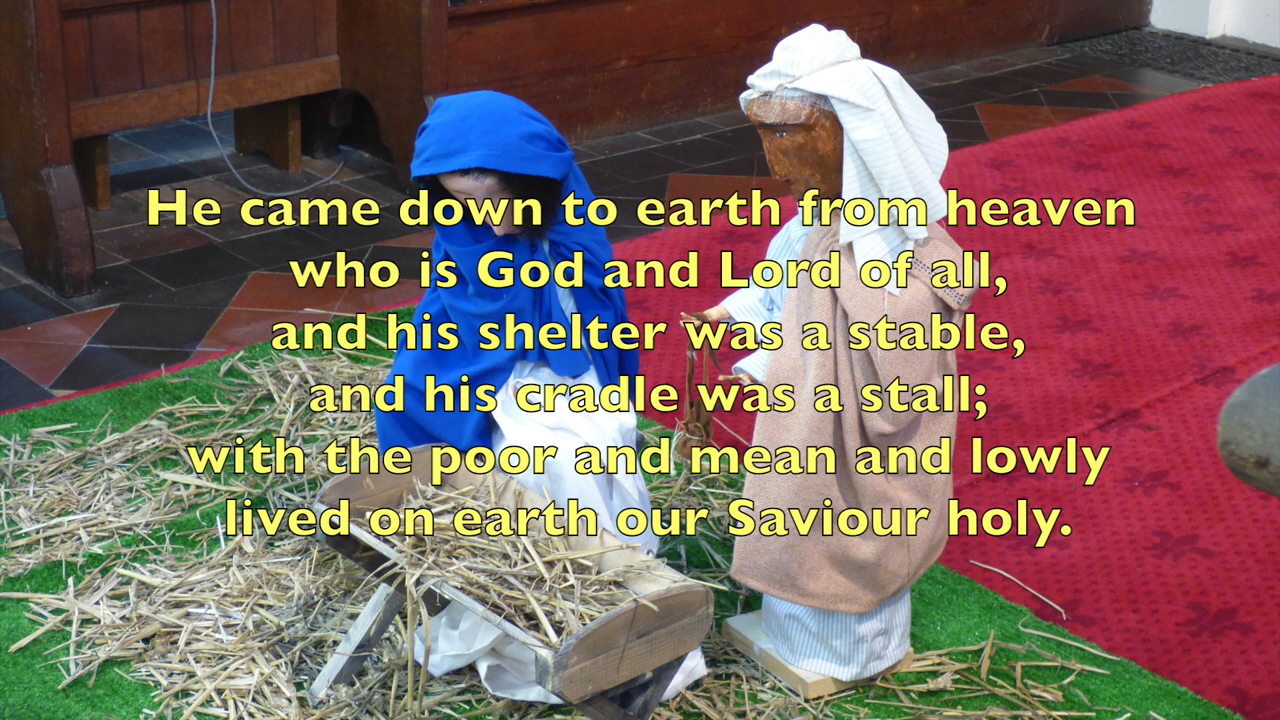 He came down to earth from heaven
who is God and Lord of all,
and his shelter was a stable,
and his cradle was a stall;
with the poor and mean and lowly
lived on earth our Saviour holy.